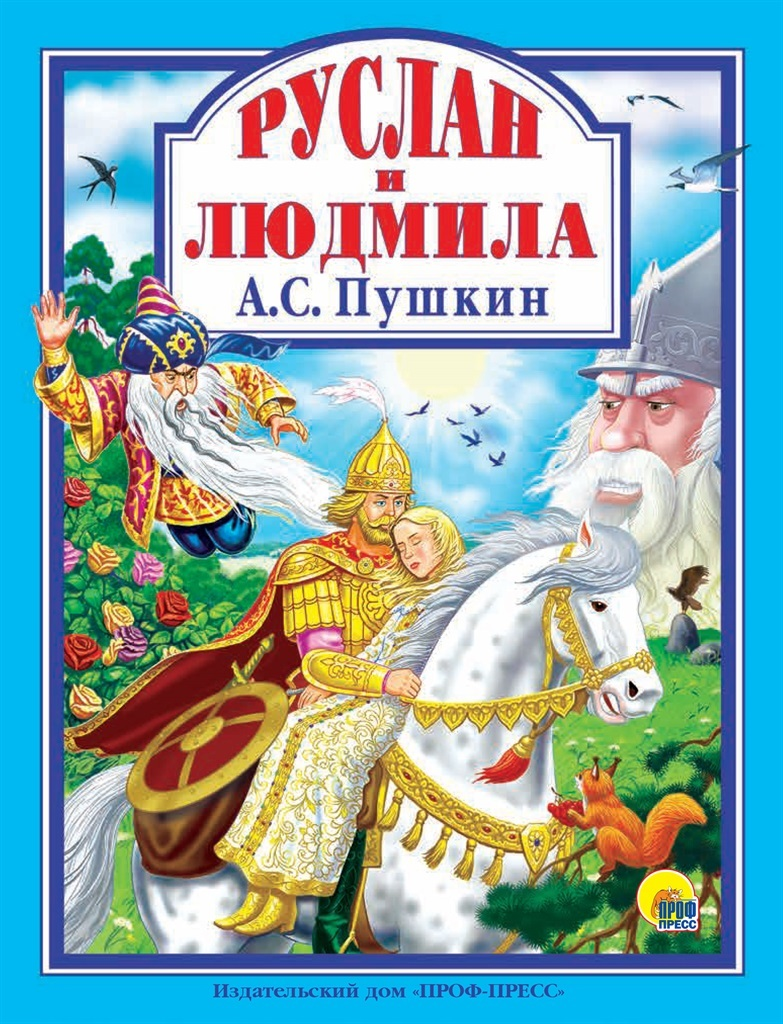 РУСЛАН
и
ЛЮДМИЛА
А.С. Пушкин
ПРОФ
ПРЕСС
Издательский дом «ПРОФ-ПРЕСС»